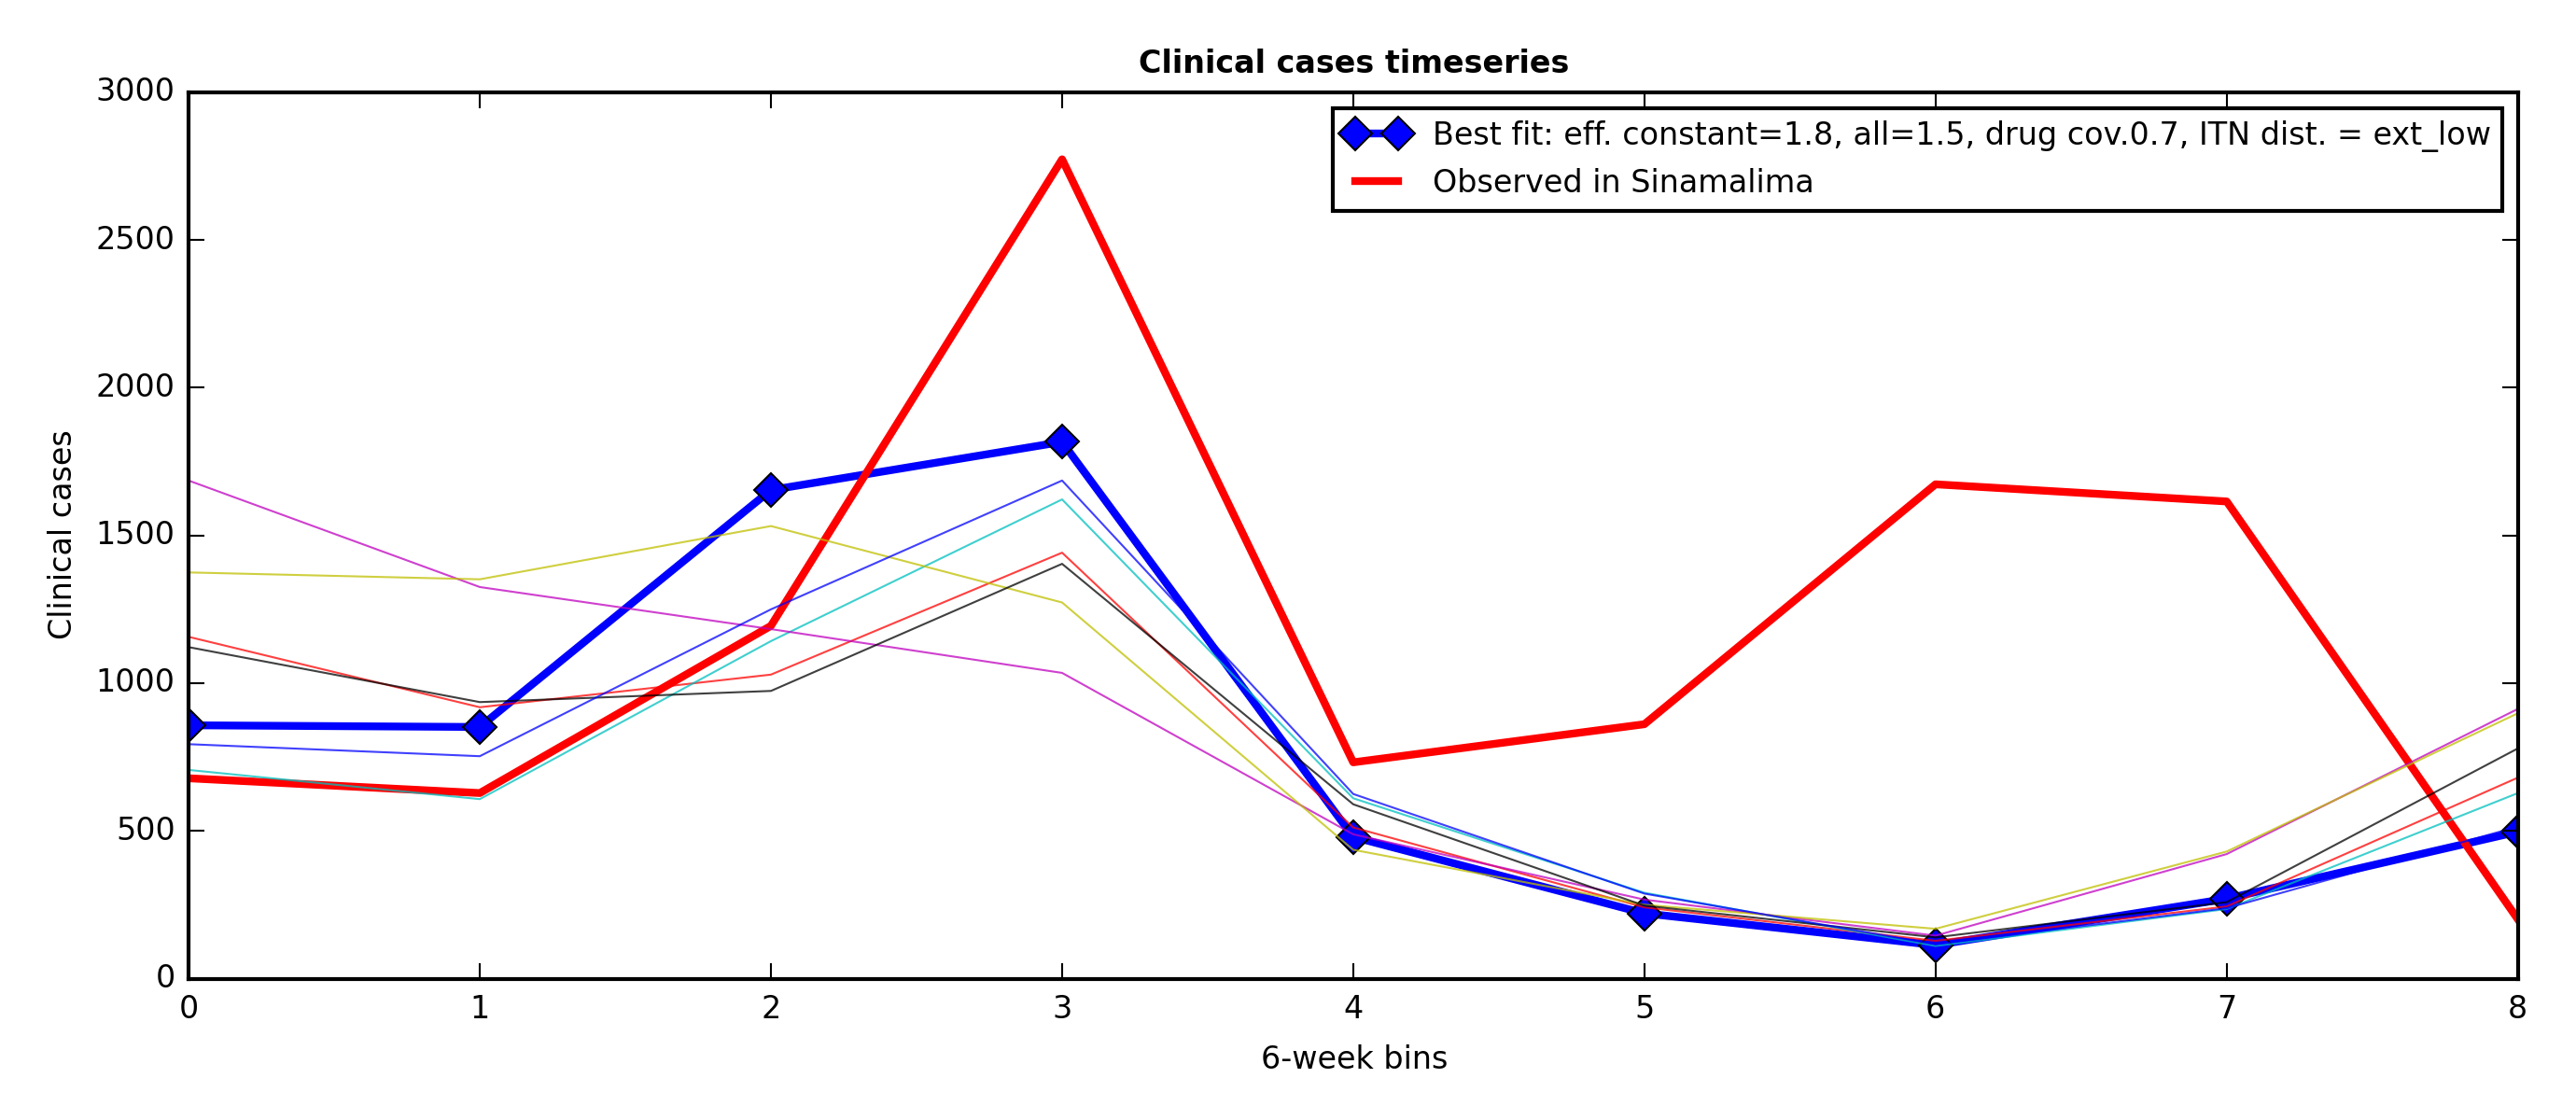 Clinical cases timeseries
3000
2500
2000
1500
1000
500
0
Clinical cases
Best fit: eff. constant=1.8, all=1.5, drug cov.0.7, ITN dist. = ext_low
Observed in Sinamalima
0 1 2 3 4 5 6 7 8
6-week bins